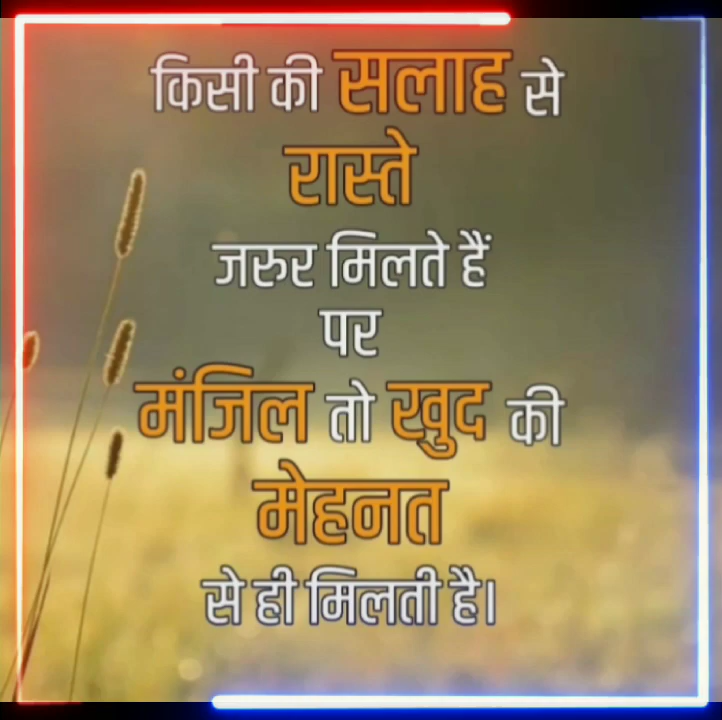 किसी की सलाह से
रास्ते
जरुर मिलते हैं
पर
मंजिल तो खुद की
मेहनत
से ही मिलती है।